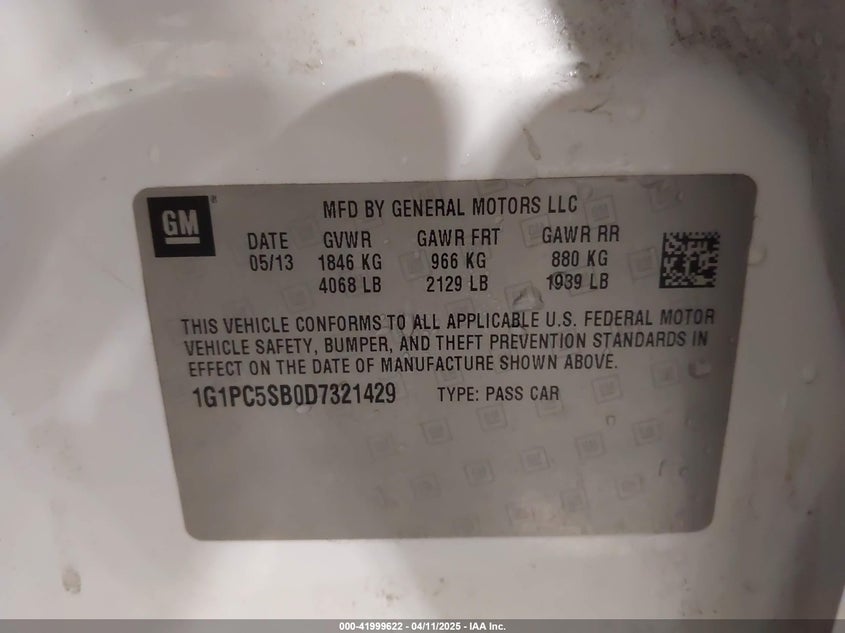 GM ®
MFD BY GENERAL MOTORS LLC
DATE GVWR GAWR FRT GAWR RR
05/13 1846 KG 966 KG 880 KG
4068 LB 2129 LB 1939 LB
THIS VEHICLE CONFORMS TO ALL APPLICABLE U.S. FEDERAL MOTOR
VEHICLE SAFETY, BUMPER, AND THEFT PREVENTION STANDARDS IN
EFFECT ON THE DATE OF MANUFACTURE SHOWN ABOVE.
1G1PC5SB0D7321429 TYPE: PASS CAR
000-41999622 - 04/11/2025 - IAA Inc.